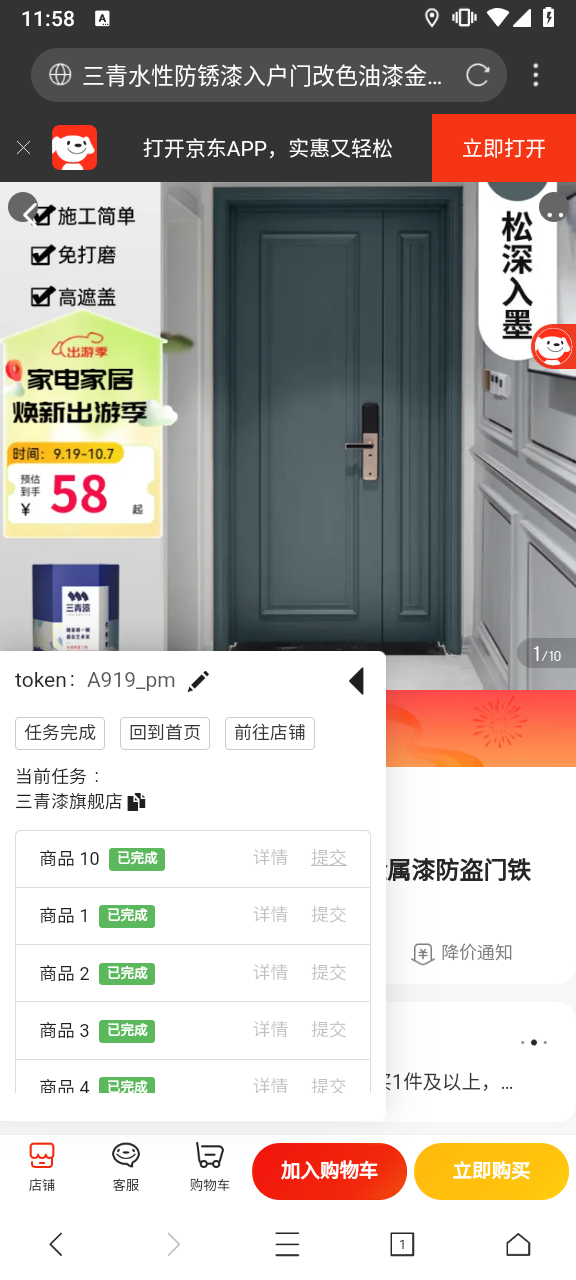 11:58
A
三青水性防锈漆入户门改色油漆金...
打开京东APP，实惠又轻松
立即打开
施工简单
免打磨
高遮盖
松深入墨
出游季
家电家居
焕新出游季
时间：9.19-10.7
预估到手
¥58起
三青漆
1/10
token： A919_pm
任务完成 回到首页 前往店铺
当前任务：
三青漆旗舰店
商品 10 已完成 详情 提交
商品 1 已完成 详情 提交
商品 2 已完成 详情 提交
商品 3 已完成 详情 提交
商品 4 已完成 详情 提交
属漆防盗门铁
降价通知
买1件及以上，...
店铺 客服 购物车 加入购物车 立即购买
1